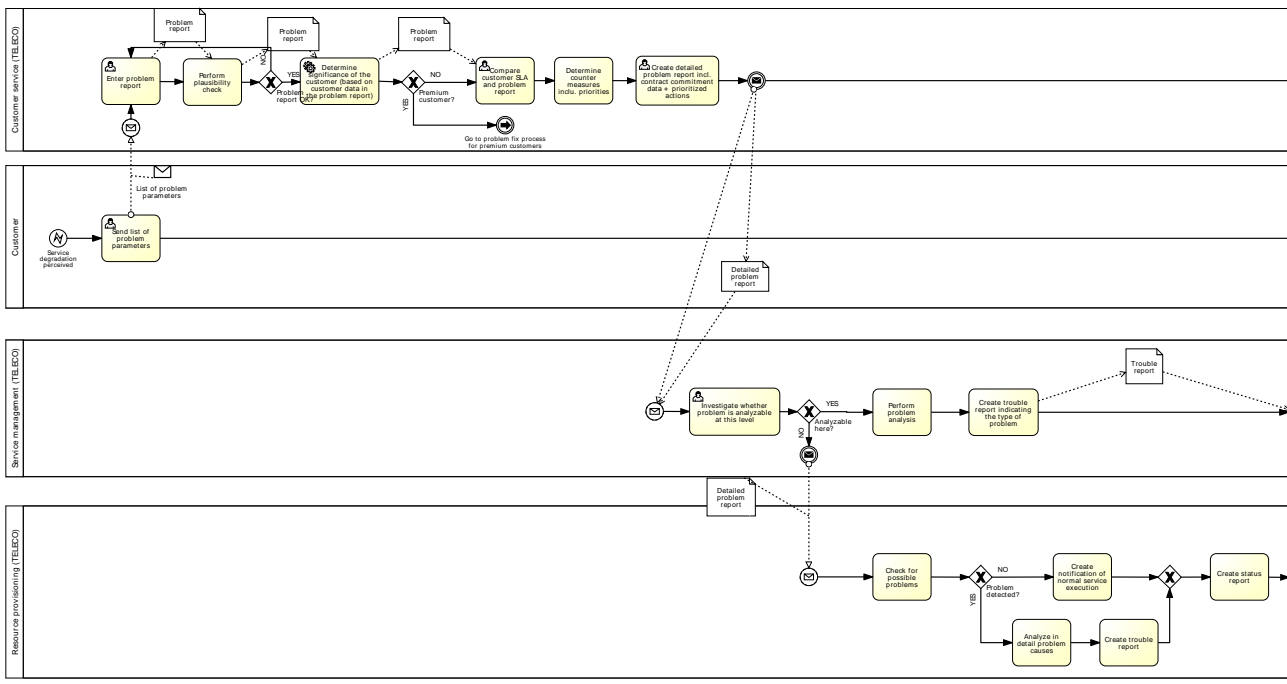 Customer service (TELECO)
Problem
report
Problem
report
Problem
report
Enter problem
report
Perform
plausibility
check
NO
YES
Problem
report OK?
Determine
significance of the
customer (based on
customer data in
the problem report)
NO
YES
Premium
customer?
Compare
customer SLA
and problem
report
Determine
counter
measures
inclu. priorities
Create detailed
problem report incl.
contract commitment
data + prioritized
actions
Go to problem fix process
for premium customers
Customer
List of problem
parameters
Send list of
problem
parameters
Service
degradation
perceived
Detailed
problem
report
Service management (TELECO)
Investigate whether
problem is analyzable
at this level
YES
Analyzable
here?
NO
Perform
problem
analysis
Create trouble
report indicating
the type of
problem
Trouble
report
Resource provisioning (TELECO)
Detailed
problem
report
Check for
possible
problems
NO
Problem
detected?
YES
Create
notification of
normal service
execution
Create status
report
Analyze in
detail problem
causes
Create trouble
report